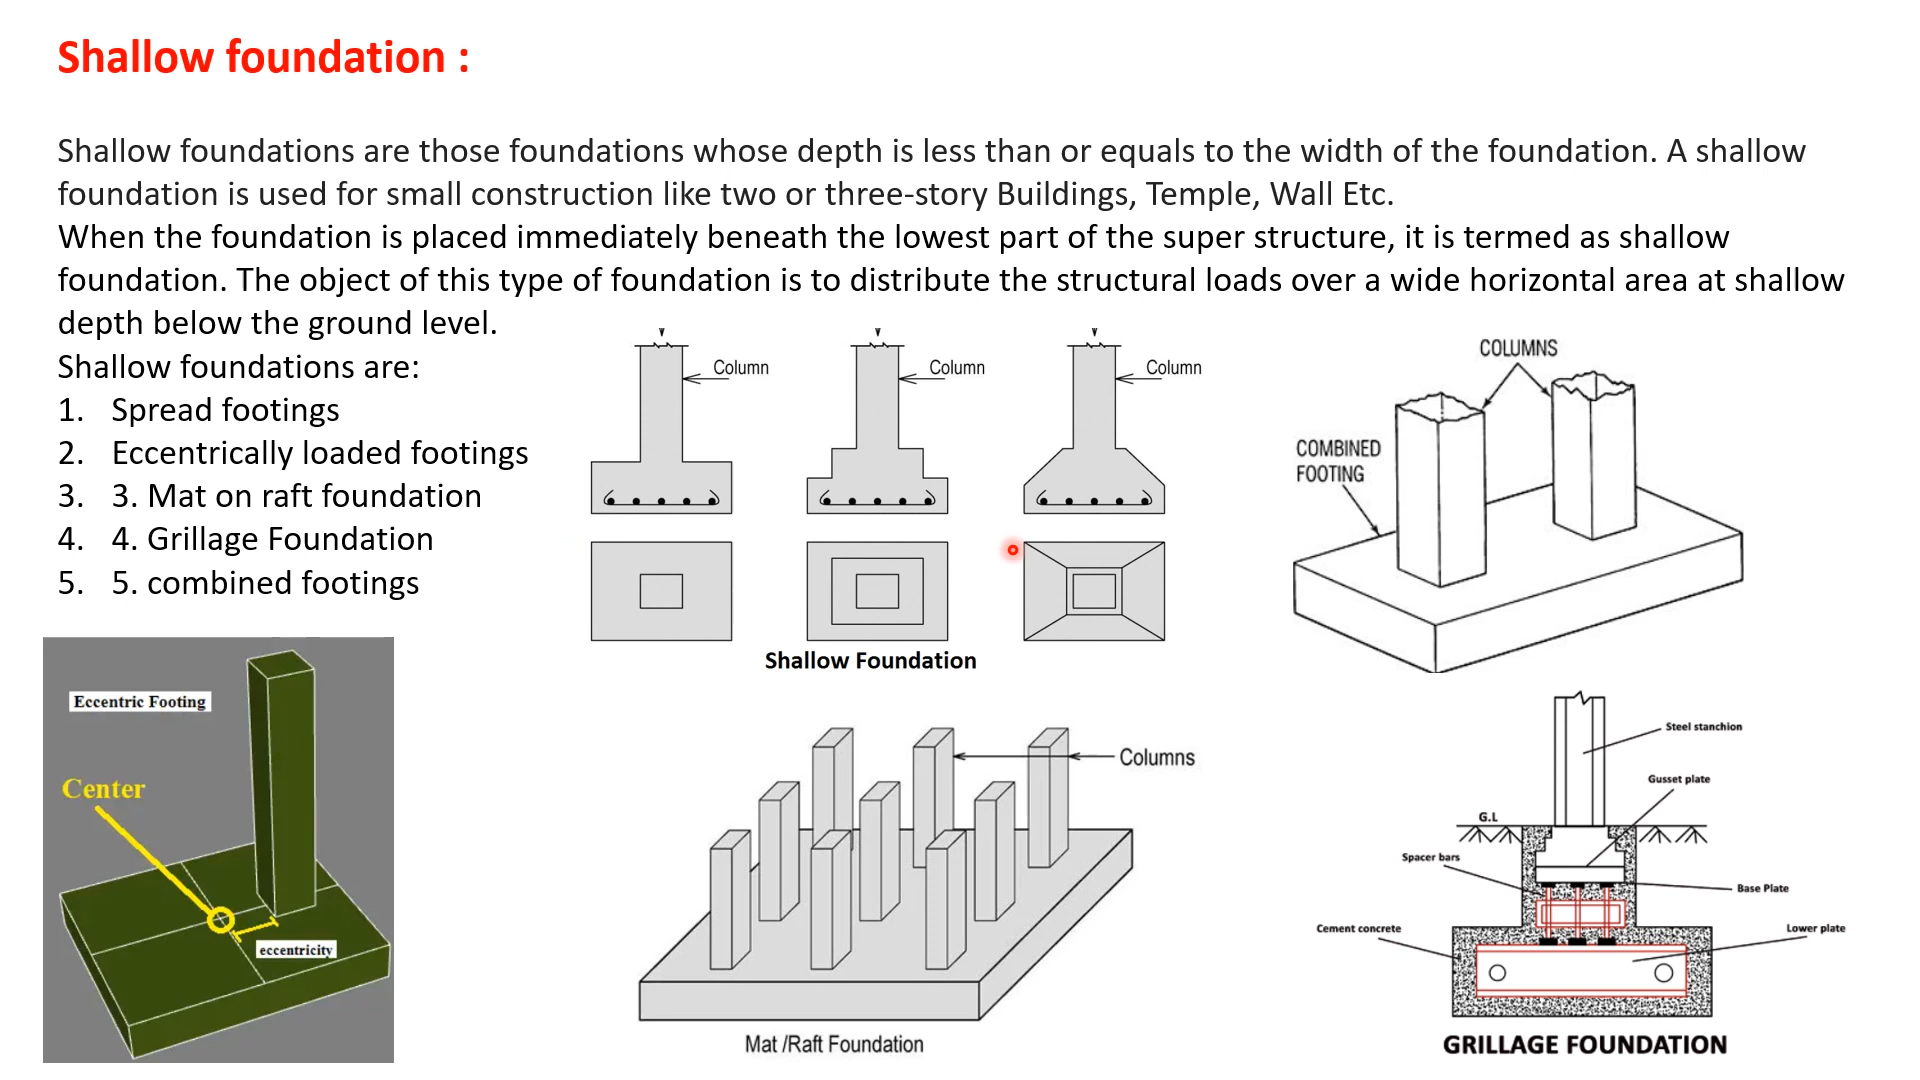 Shallow foundation :
Shallow foundations are those foundations whose depth is less than or equals to the width of the foundation. A shallow
foundation is used for small construction like two or three-story Buildings, Temple, Wall Etc.
When the foundation is placed immediately beneath the lowest part of the super structure, it is termed as shallow
foundation. The object of this type of foundation is to distribute the structural loads over a wide horizontal area at shallow
depth below the ground level.
Shallow foundations are:
1. Spread footings
2. Eccentrically loaded footings
3. 3. Mat on raft foundation
4. 4. Grillage Foundation
5. 5. combined footings
Column
Column
Column
Shallow Foundation
COLUMNS
COMBINED
FOOTING
Eccentric Footing
Center
eccentricity
Columns
Mat /Raft Foundation
Steel stanchion
Gusset plate
G.L
Spacer bars
Base Plate
Cement concrete
Lower plate
GRILLAGE FOUNDATION